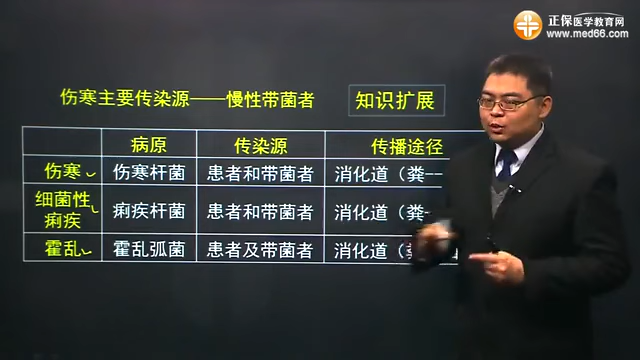 正保医学教育网
www.med66.com
伤寒主要传染源——慢性带菌者
知识扩展
病原 传染源 传播途径
伤寒 伤寒杆菌 患者和带菌者 消化道（粪--
细菌性
痢疾 痢疾杆菌 患者和带菌者 消化道（粪--
霍乱 霍乱弧菌 患者及带菌者 消化道（粪